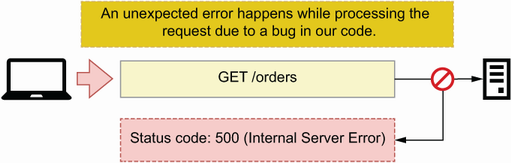 An unexpected error happens while processing the
request due to a bug in our code.
GET /orders
Status code: 500 (Internal Server Error)